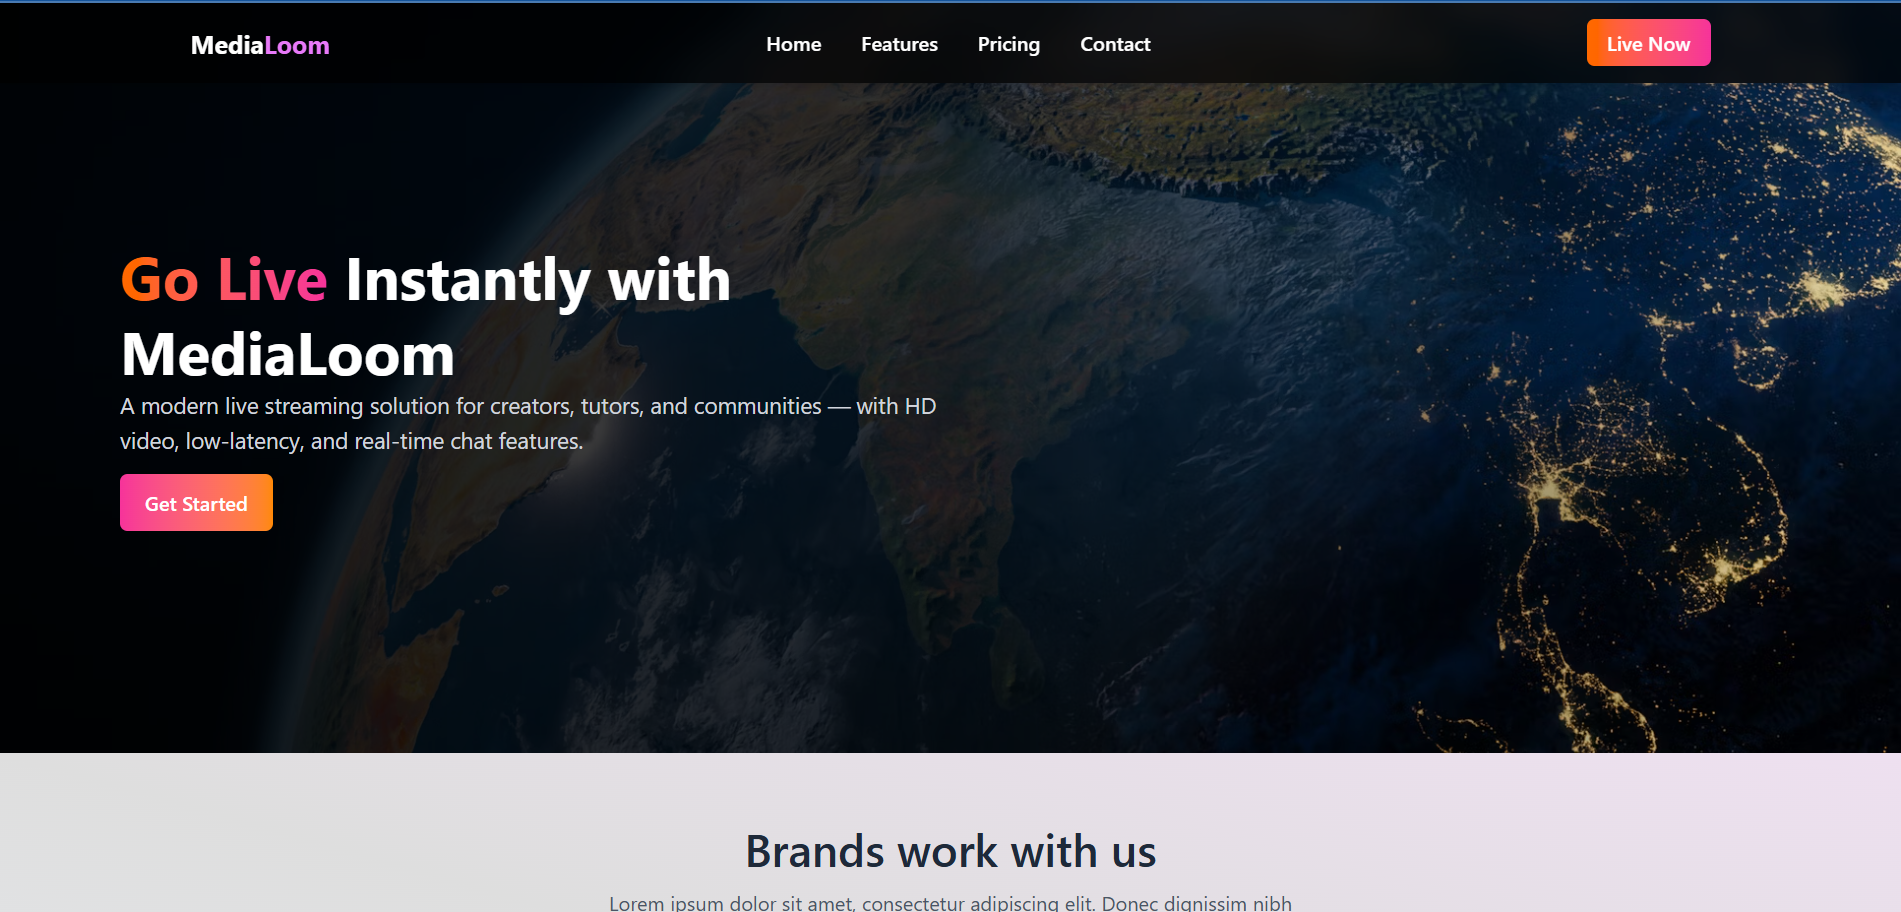 MediaLoom
Home Features Pricing Contact
Live Now
Go Live Instantly with
MediaLoom
A modern live streaming solution for creators, tutors, and communities — with HD
video, low-latency, and real-time chat features.
Get Started
Brands work with us
Lorem ipsum dolor sit amet, consectetur adipiscing elit. Donec dignissim nibh